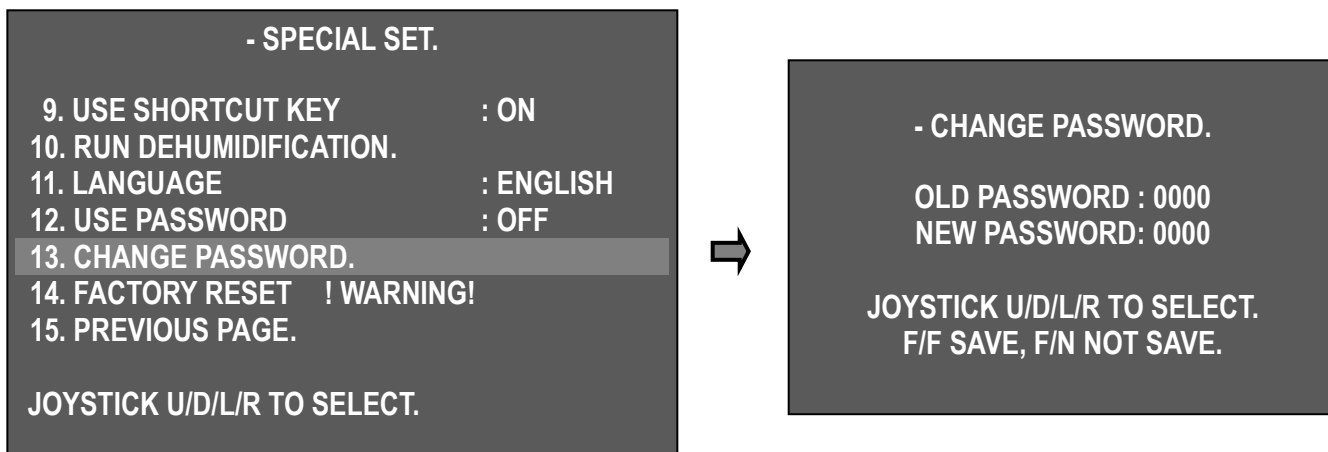 - SPECIAL SET.
9. USE SHORTCUT KEY : ON
10. RUN DEHUMIDIFICATION.
11. LANGUAGE : ENGLISH
12. USE PASSWORD : OFF
13. CHANGE PASSWORD.
14. FACTORY RESET ! WARNING!
15. PREVIOUS PAGE.
JOYSTICK U/D/L/R TO SELECT.
- CHANGE PASSWORD.
OLD PASSWORD : 0000
NEW PASSWORD: 0000
JOYSTICK U/D/L/R TO SELECT.
F/F SAVE, F/N NOT SAVE.